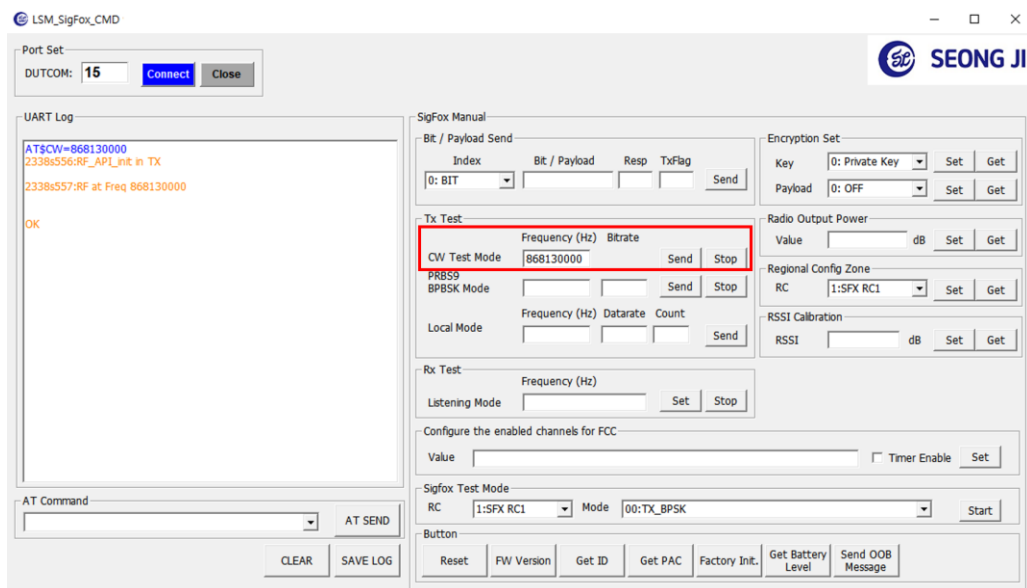 LSM_SigFox_CMD
Port Set
DUTCOM: 15 Connect Close
SEONG JI
UART Log
AT$CW=868130000
2338s556:RF_API_init in TX
2338s557:RF at Freq 868130000
OK
AT Command
AT SEND
CLEAR SAVE LOG
SigFox Manual
Bit / Payload Send
Index Bit / Payload Resp TxFlag
0: BIT Send
Tx Test
Frequency (Hz) Bitrate
CW Test Mode 868130000 Send Stop
PRBS9
BPBSK Mode Send Stop
Frequency (Hz) Datarate Count
Local Mode Send
Rx Test
Frequency (Hz)
Listening Mode Set Stop
Encryption Set
Key 0: Private Key Set Get
Payload 0: OFF Set Get
Radio Output Power
Value dB Set Get
Regional Config Zone
RC 1:SFX RC1 Set Get
RSSI Calibration
RSSI dB Set Get
Configure the enabled channels for FCC
Value Timer Enable Set
Sigfox Test Mode
RC 1:SFX RC1 Mode 00:TX_BPSK Start
Button
Reset FW Version Get ID Get PAC Factory Init. Get Battery Level Send OOB Message